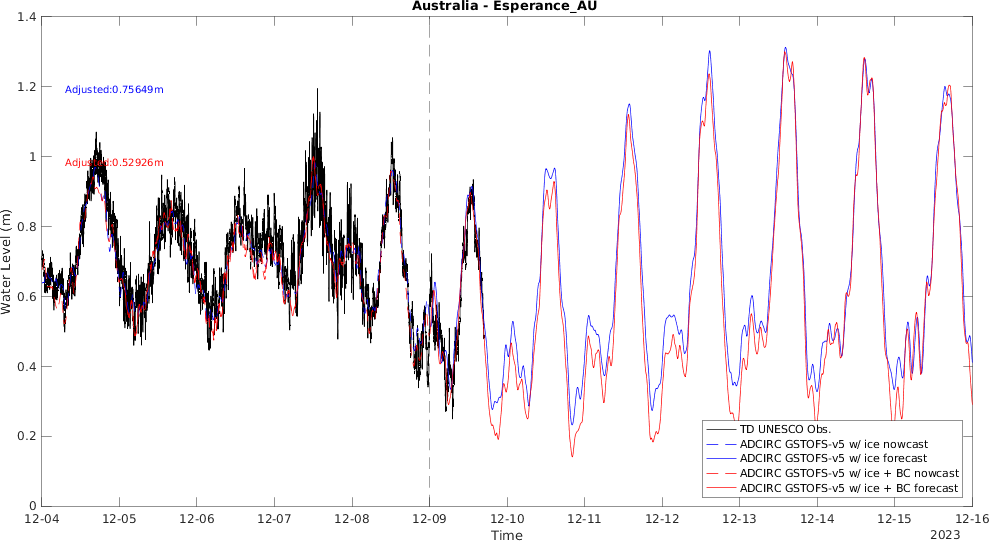 Australia - Esperance_AU
1.4
1.2
1
0.8
0.6
0.4
0.2
0
Water Level (m)
Adjusted:0.75649m
Adjusted:0.52926m
TD UNESCO Obs.
ADCIRC GSTOFS-v5 w/ ice nowcast
ADCIRC GSTOFS-v5 w/ ice forecast
ADCIRC GSTOFS-v5 w/ ice + BC nowcast
ADCIRC GSTOFS-v5 w/ ice + BC forecast
12-04 12-05 12-06 12-07 12-08 12-09 12-10 12-11 12-12 12-13 12-14 12-15 12-16
Time
2023